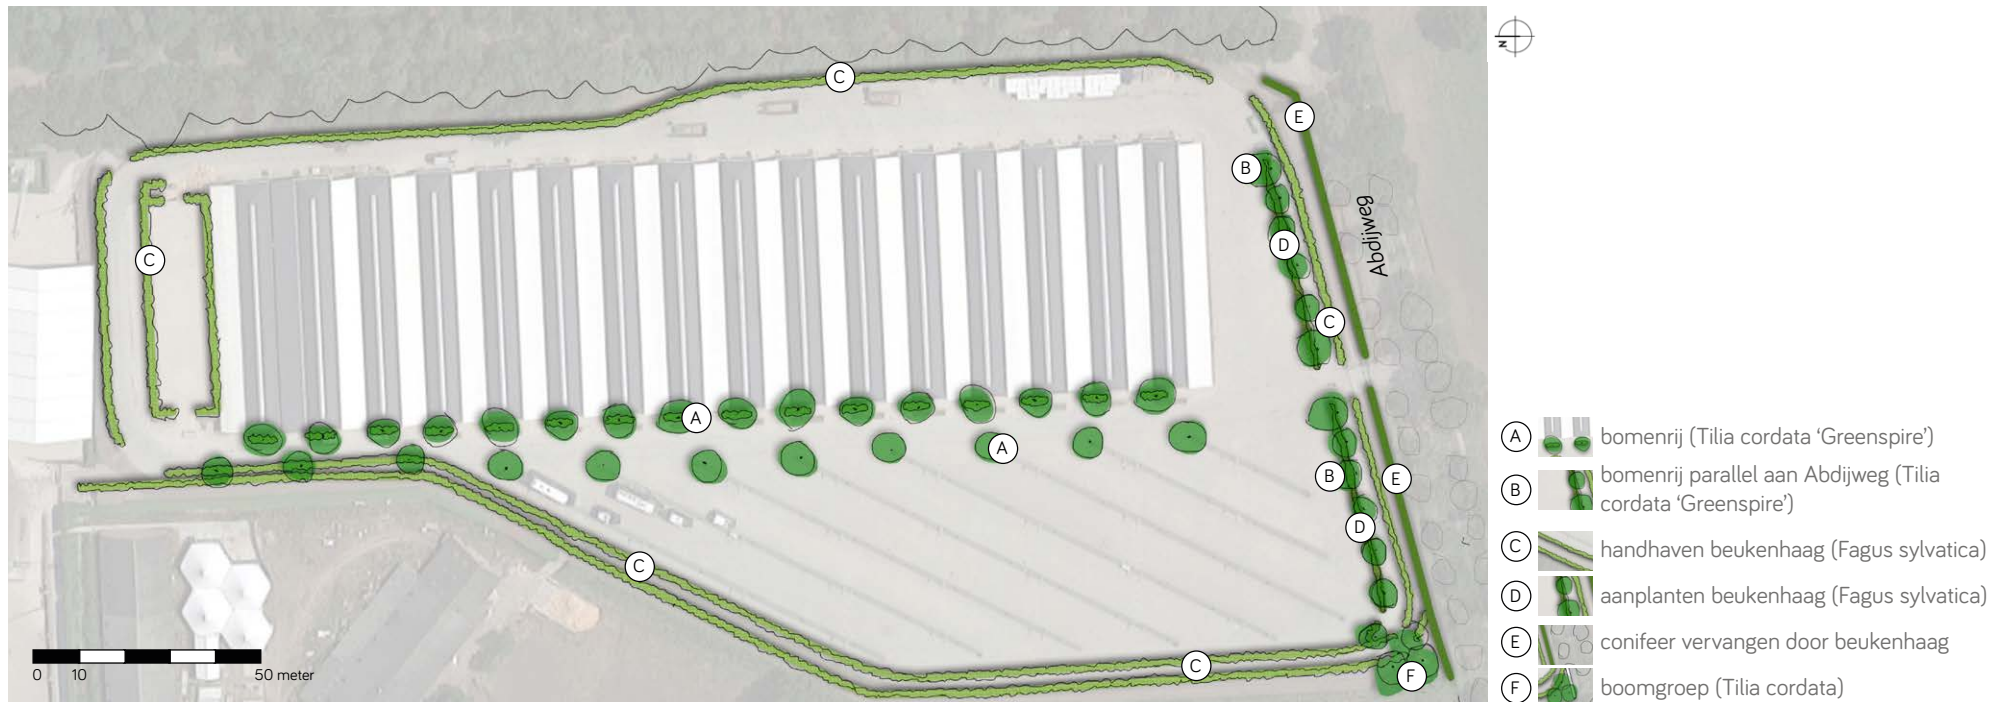 N
C
E
B
Abdijweg
D
C
C
A
A
B
E
D
C
C
F
0 10 50 meter
A bomenrij (Tilia cordata ‘Greenspire’)
B bomenrij parallel aan Abdijweg (Tilia
cordata ‘Greenspire’)
C handhaven beukenhaag (Fagus sylvatica)
D aanplanten beukenhaag (Fagus sylvatica)
E conifeer vervangen door beukenhaag
F boomgroep (Tilia cordata)